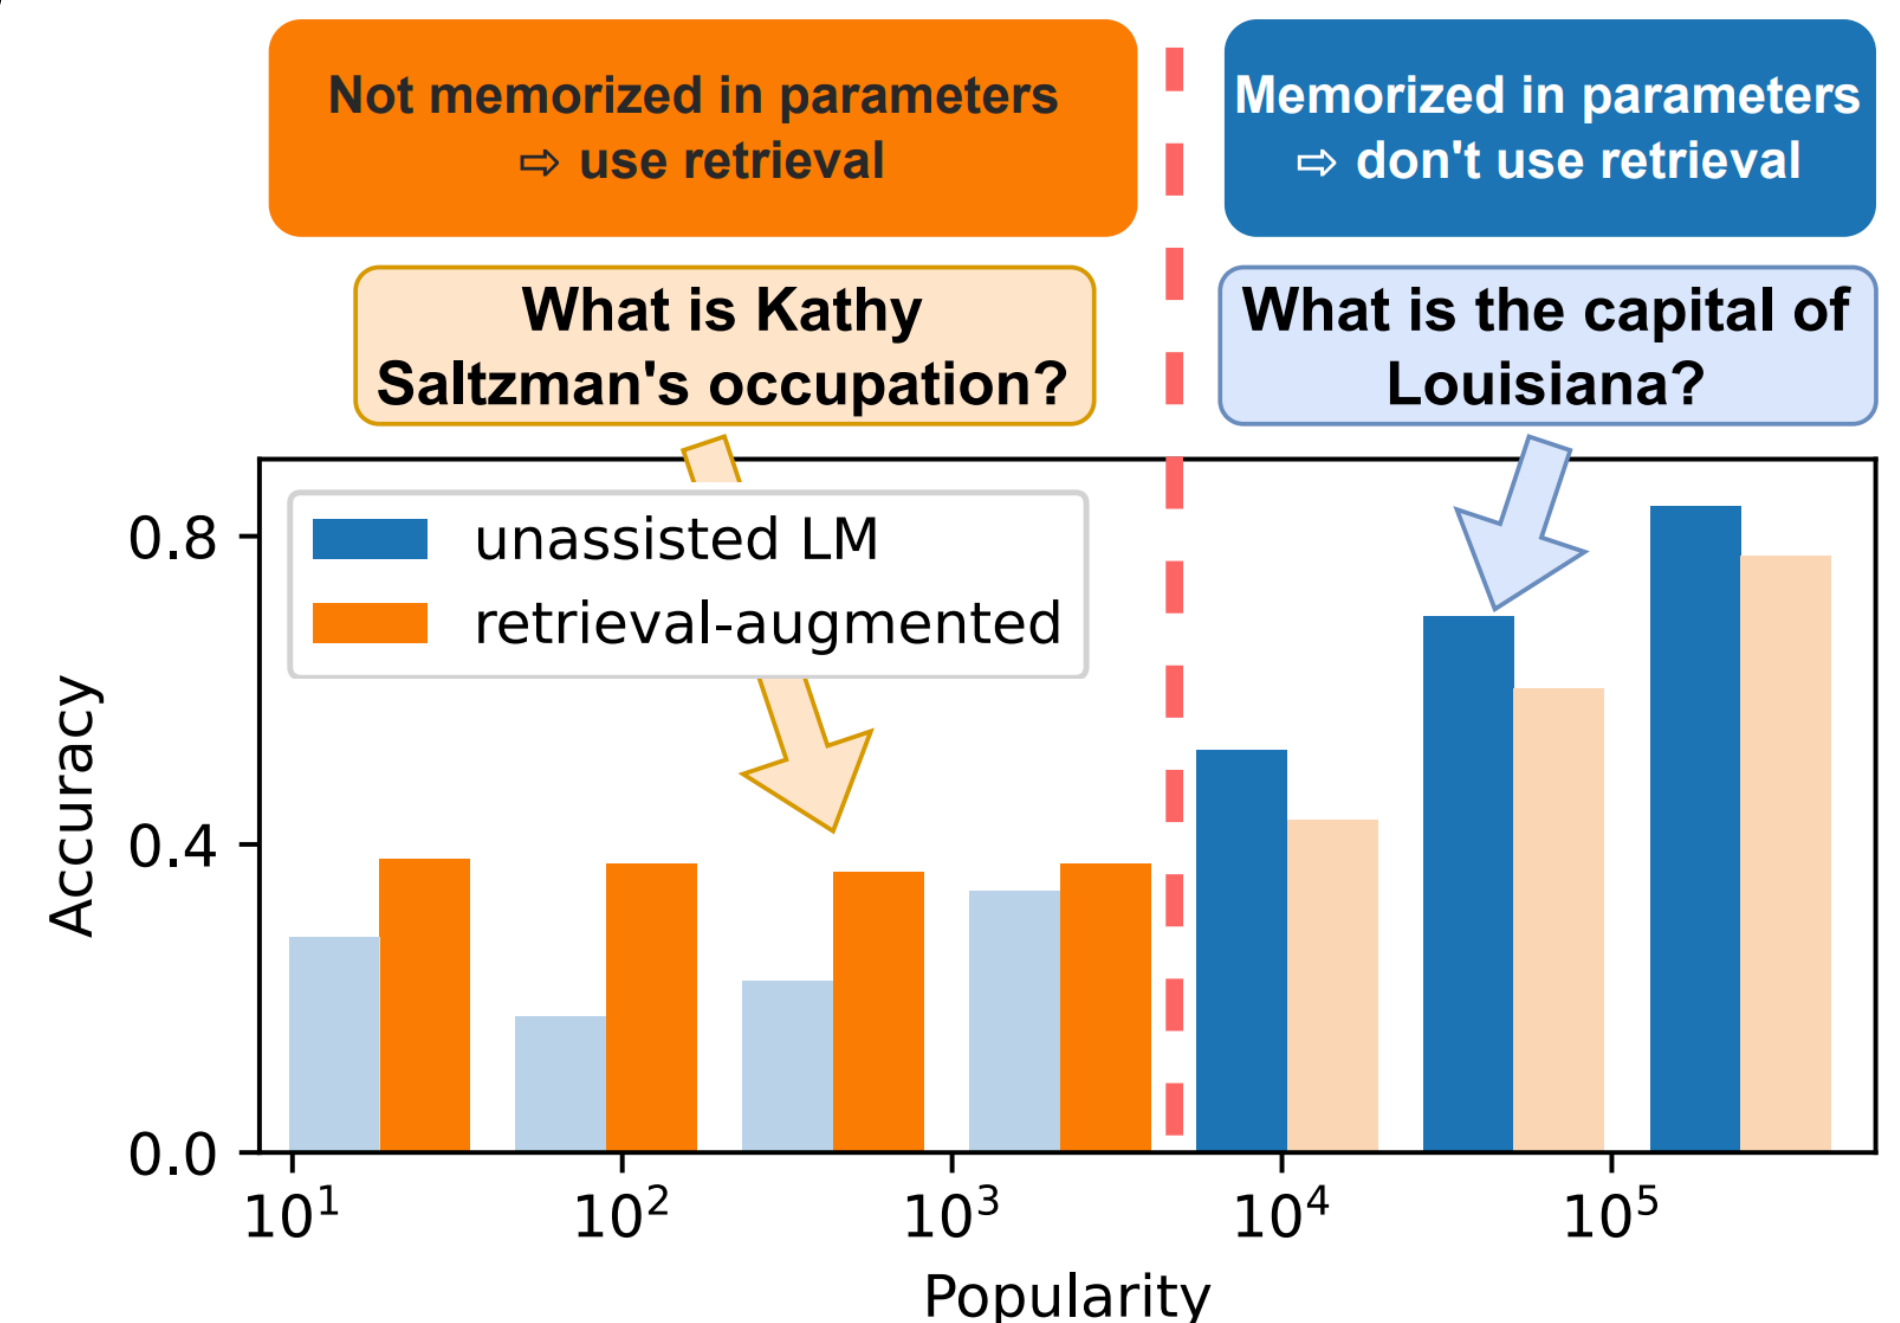 Not memorized in parameters
⇨ use retrieval
Memorized in parameters
⇨ don't use retrieval
What is Kathy
Saltzman's occupation?
What is the capital of
Louisiana?
unassisted LM
retrieval-augmented
Accuracy
0.8
0.4
0.0
10¹ 10² 10³ 10⁴ 10⁵
Popularity